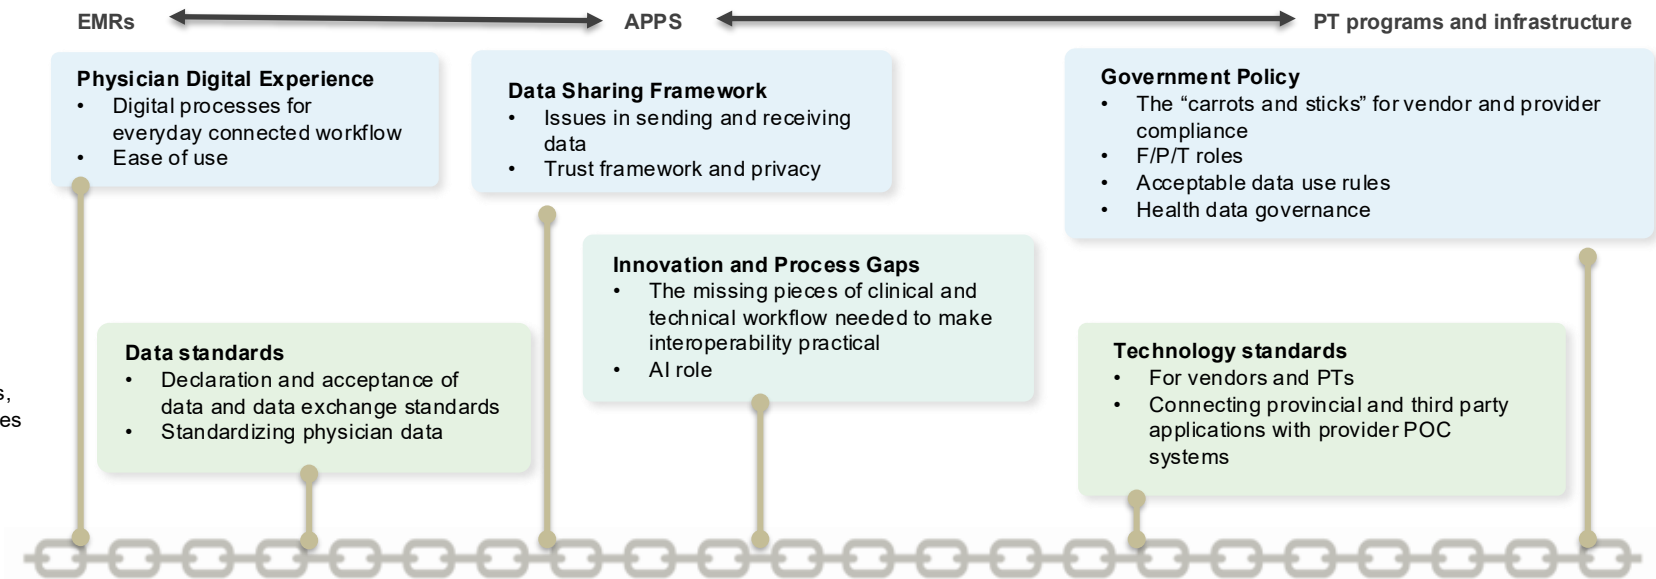 EMRs
APPS
PT programs and infrastructure
Physician Digital Experience
• Digital processes for
everyday connected workflow
• Ease of use
Data Sharing Framework
• Issues in sending and receiving
data
• Trust framework and privacy
Government Policy
• The “carrots and sticks” for vendor and provider
compliance
• F/P/T roles
• Acceptable data use rules
• Health data governance
Innovation and Process Gaps
• The missing pieces of clinical and
technical workflow needed to make
interoperability practical
• AI role
Data standards
• Declaration and acceptance of
data and data exchange standards
• Standardizing physician data
Technology standards
• For vendors and PTs
• Connecting provincial and third party
applications with provider POC
systems